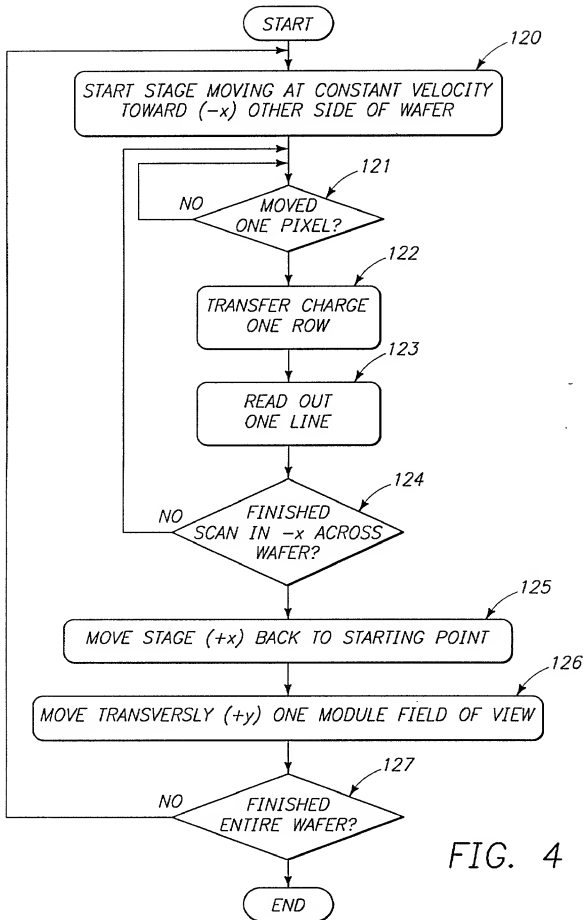 START
120
START STAGE MOVING AT CONSTANT VELOCITY
TOWARD (-x) OTHER SIDE OF WAFER
121
NO
MOVED
ONE PIXEL?
122
TRANSFER CHARGE
ONE ROW
123
READ OUT
ONE LINE
124
NO
FINISHED
SCAN IN -x ACROSS
WAFER?
125
MOVE STAGE (+x) BACK TO STARTING POINT
126
MOVE TRANSVERSLY (+y) ONE MODULE FIELD OF VIEW
127
NO
FINISHED
ENTIRE WAFER?
FIG. 4
END